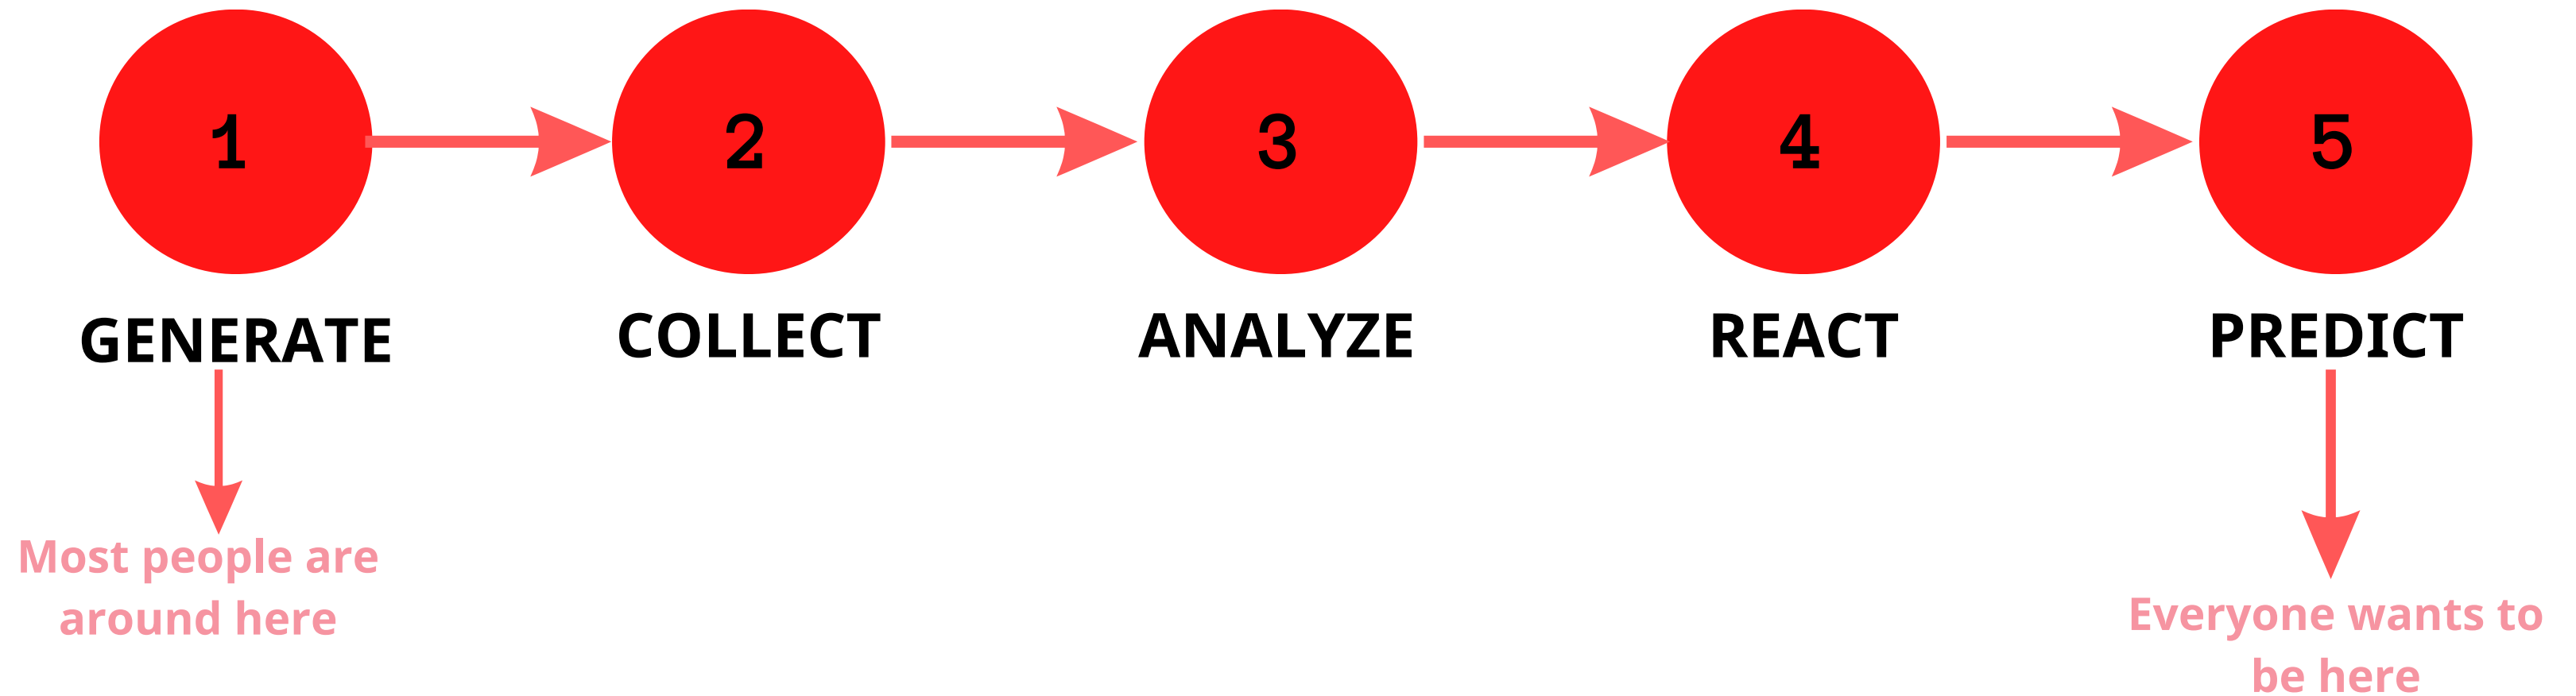 1
2
3
4
5
GENERATE
COLLECT
ANALYZE
REACT
PREDICT
Most people are
around here
Everyone wants to
be here